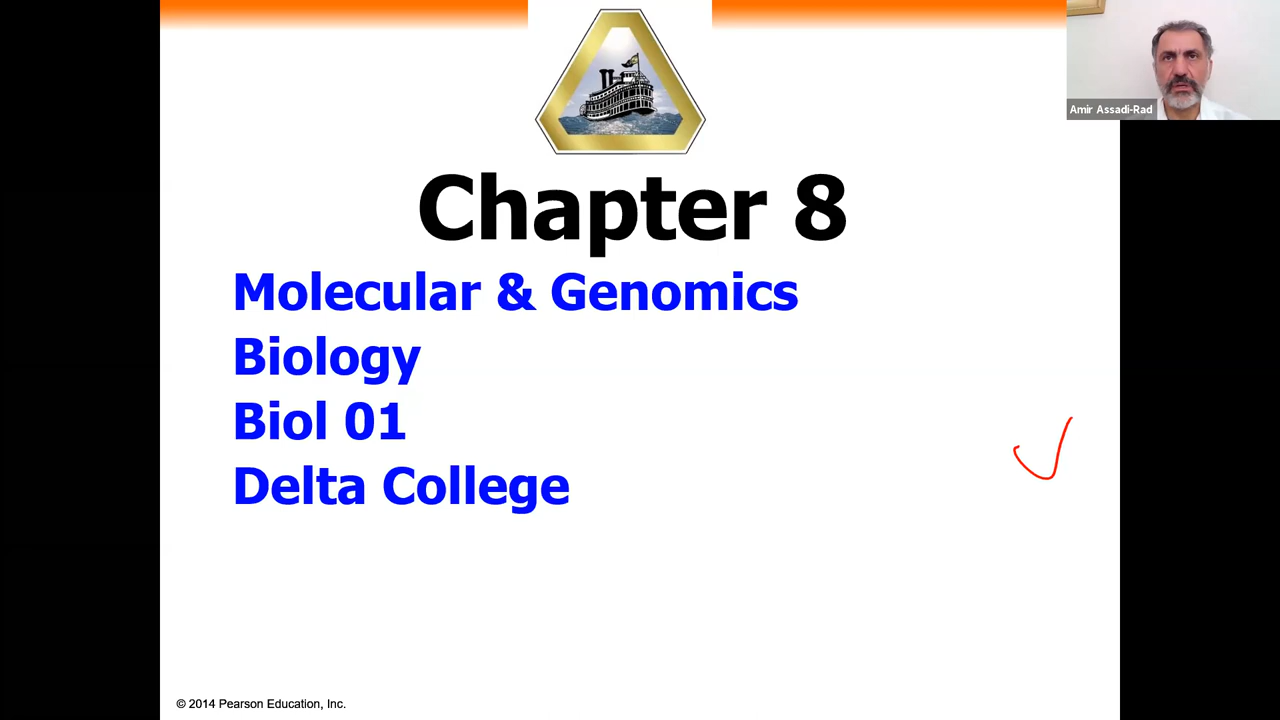 Amir Assadi-Rad
Chapter 8
Molecular & Genomics
Biology
Biol 01
Delta College
© 2014 Pearson Education, Inc.